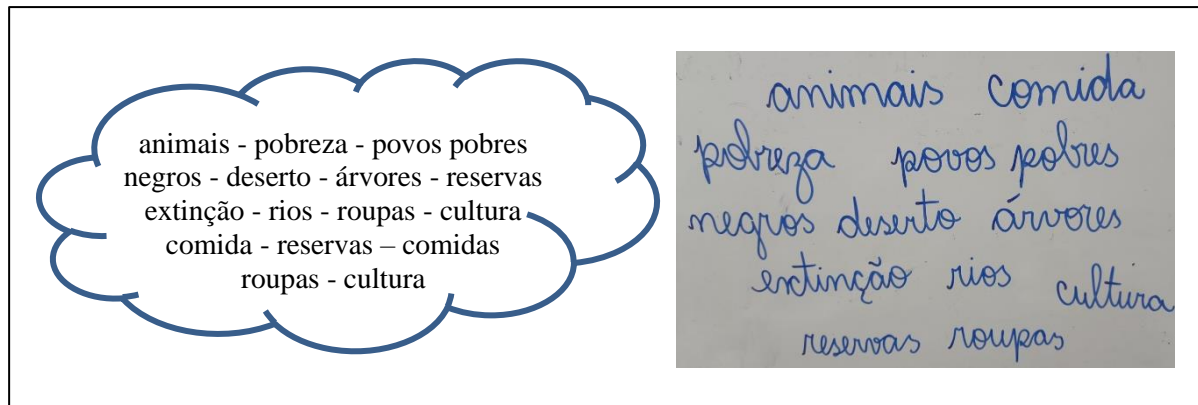 animais - pobreza - povos pobres
negros - deserto - árvores - reservas
extinção - rios - roupas - cultura
comida - reservas – comidas
roupas - cultura
animais comida
pobreza povos pobres
negros deserto árvores
extinção rios cultura
reservas roupas